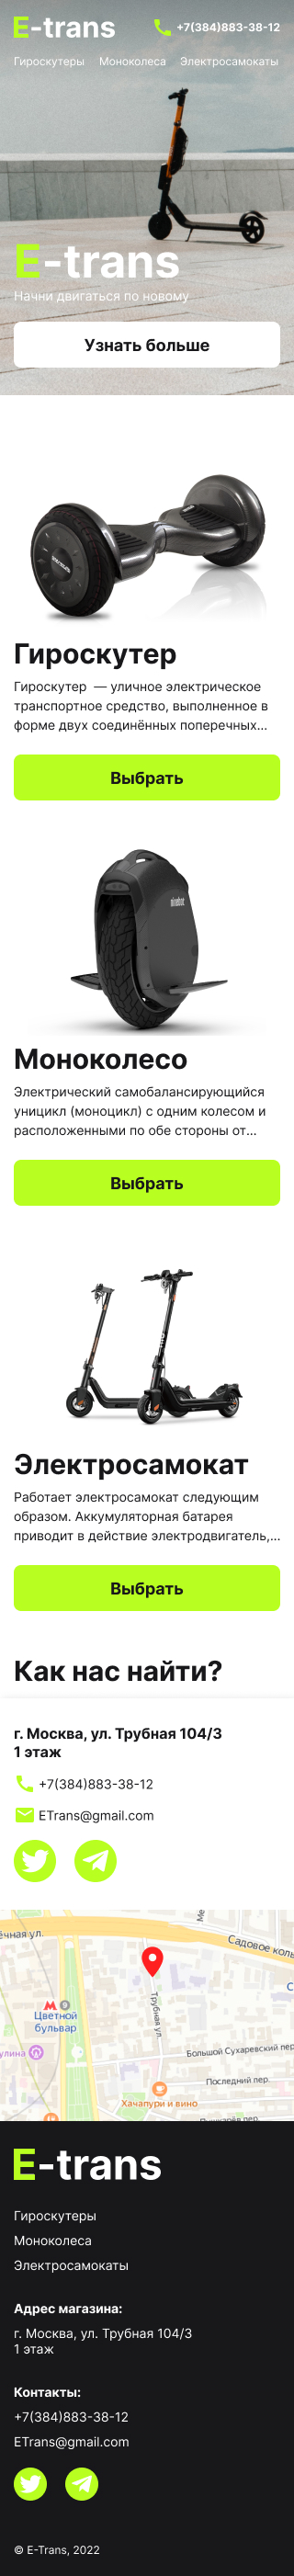 E-trans
+7(384)883-38-12
Гироскутеры Моноколеса Электросамокаты
E-trans
Начни двигаться по новому
Узнать больше
Гироскутер
Гироскутер — уличное электрическое
транспортное средство, выполненное в
форме двух соединённых поперечных...
Выбрать
ninebot
Моноколесо
Электрический самобалансирующийся
уницикл (моноцикл) с одним колесом и
расположенными по обе стороны от...
Выбрать
Электросамокат
Работает электросамокат следующим
образом. Аккумуляторная батарея
приводит в действие электродвигатель,...
Выбрать
Как нас найти?
г. Москва, ул. Трубная 104/3
1 этаж
+7(384)883-38-12
ETrans@gmail.com
Садовое коль
Цветной
бульвар
Трубная ул.
Большой Сухаревский пер
Последний пер.
Хачапури и вино
E-trans
Гироскутеры
Моноколеса
Электросамокаты
Адрес магазина:
г. Москва, ул. Трубная 104/3
1 этаж
Контакты:
+7(384)883-38-12
ETrans@gmail.com
© E-Trans, 2022